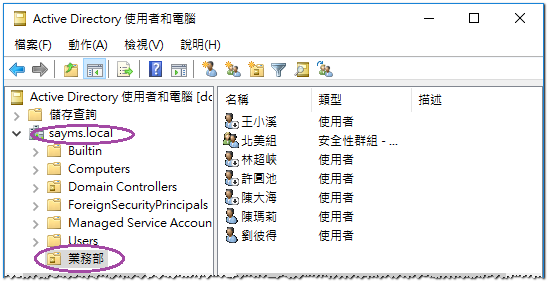 Active Directory 使用者和電腦
檔案(F) 動作(A) 檢視(V) 說明(H)
Active Directory 使用者和電腦 [dc
儲存查詢
sayms.local
Builtin
Computers
Domain Controllers
ForeignSecurityPrincipals
Managed Service Accoun
Users
業務部
名稱 類型 描述
王小溪 使用者
北美組 安全性群組 - ...
林超峽 使用者
許圓池 使用者
陳大海 使用者
陳瑪莉 使用者
劉彼得 使用者